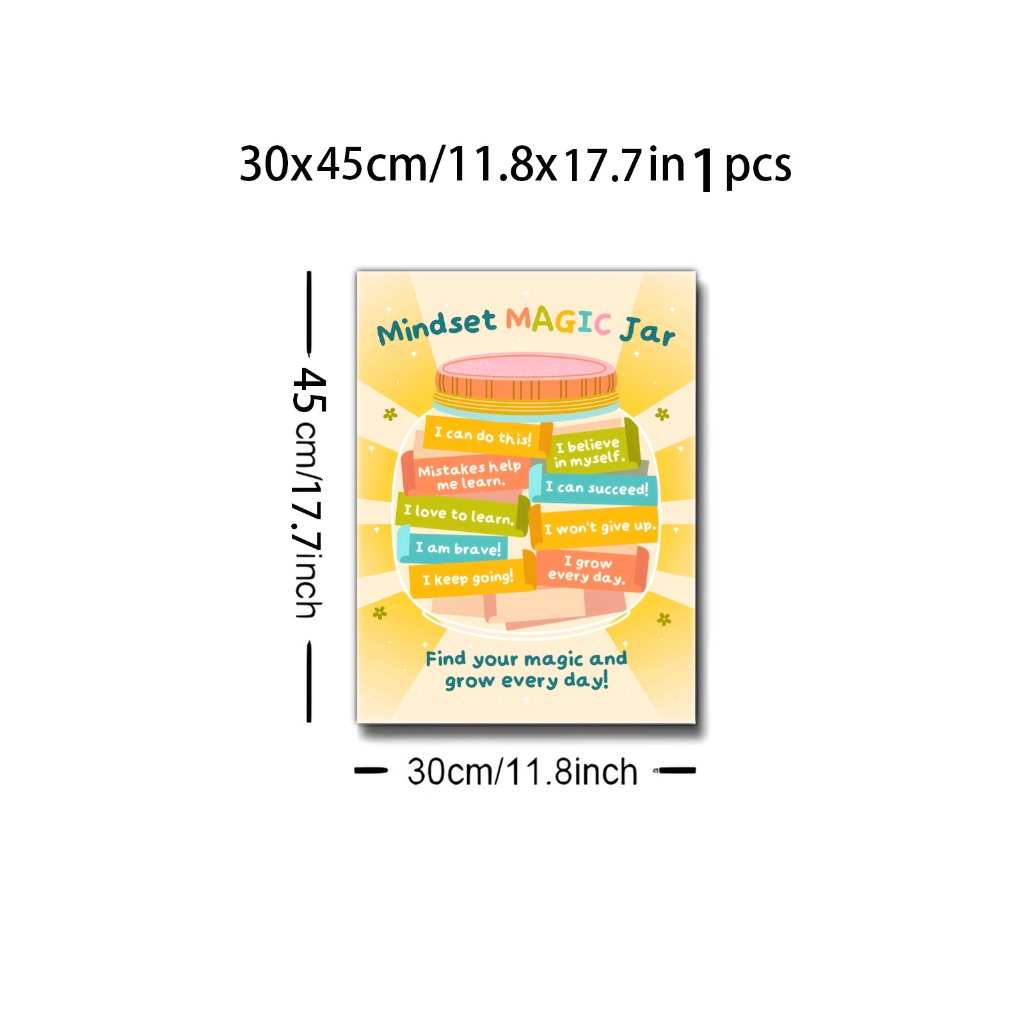 30x45cm/11.8x17.7in 1 pcs
45 cm/17.7inch
Mindset MAGIC Jar
I can do this!
I believe
in myself.
Mistakes help
me learn.
I can succeed!
I love to learn.
I won't give up.
I am brave!
I grow
every day.
I keep going!
Find your magic and
grow every day!
30cm/11.8inch